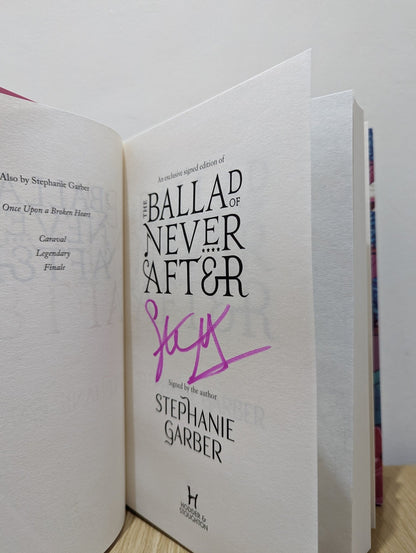 Also by Stephanie Garber
Once Upon a Broken Heart
Caraval
Legendary
Finale
An exclusive signed edition of
THE BALLAD OF
NEVER
AFTER
Signed by the author
STEPHANIE
GARBER
H
HODDER &
STOUGHTON